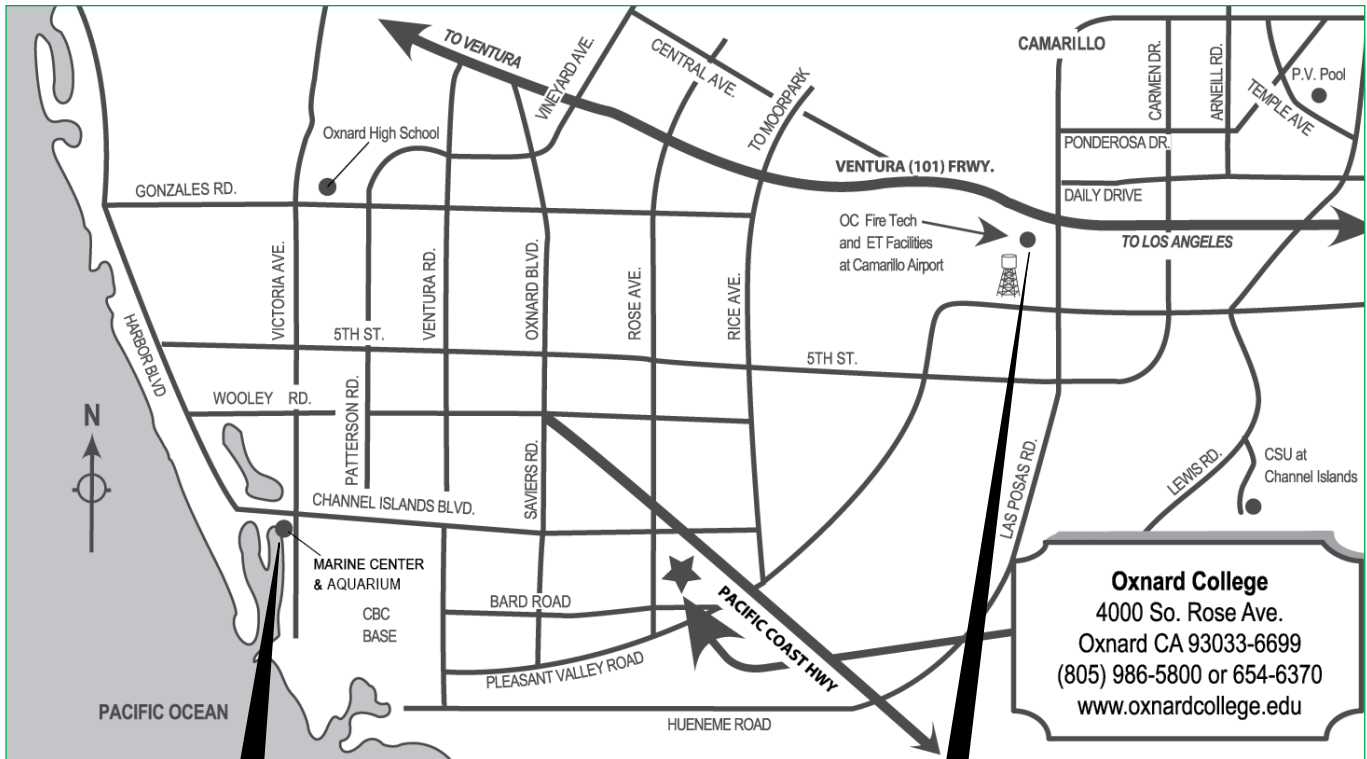 TO VENTURA
VINEYARD AVE.
CENTRAL AVE.
TO MOORPARK
CAMARILLO
CARMEN DR.
ARNEILL RD.
P.V. Pool
TEMPLE AVE
PONDEROSA DR.
Oxnard High School
VENTURA (101) FRWY.
GONZALES RD.
DAILY DRIVE
OC Fire Tech
and ET Facilities
at Camarillo Airport
TO LOS ANGELES
VICTORIA AVE.
VENTURA RD.
OXNARD BLVD.
ROSE AVE.
RICE AVE.
HARBOR BLVD
5TH ST.
5TH ST.
WOOLEY RD.
N
PATTERSON RD.
SAVIERS RD.
LAS POSAS RD.
LEWIS RD.
CSU at
Channel Islands
CHANNEL ISLANDS BLVD.
MARINE CENTER
& AQUARIUM
CBC
BASE
BARD ROAD
PACIFIC COAST HWY
PLEASANT VALLEY ROAD
PACIFIC OCEAN
HUENEME ROAD
Oxnard College
4000 So. Rose Ave.
Oxnard CA 93033-6699
(805) 986-5800 or 654-6370
www.oxnardcollege.edu